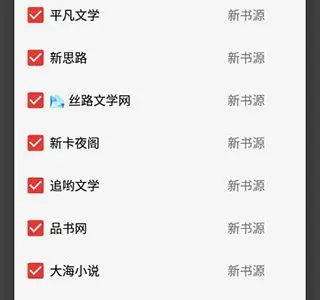 平凡文学 新书源
新思路 新书源
丝路文学网 新书源
新卡夜阁 新书源
追哟文学 新书源
品书网 新书源
大海小说 新书源